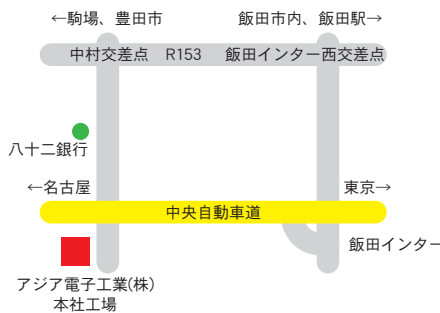 ←駒場、豊田市
飯田市内、飯田駅→
中村交差点 R153 飯田インター西交差点
八十二銀行
←名古屋
東京→
中央自動車道
飯田インター
アジア電子工業(株)
本社工場